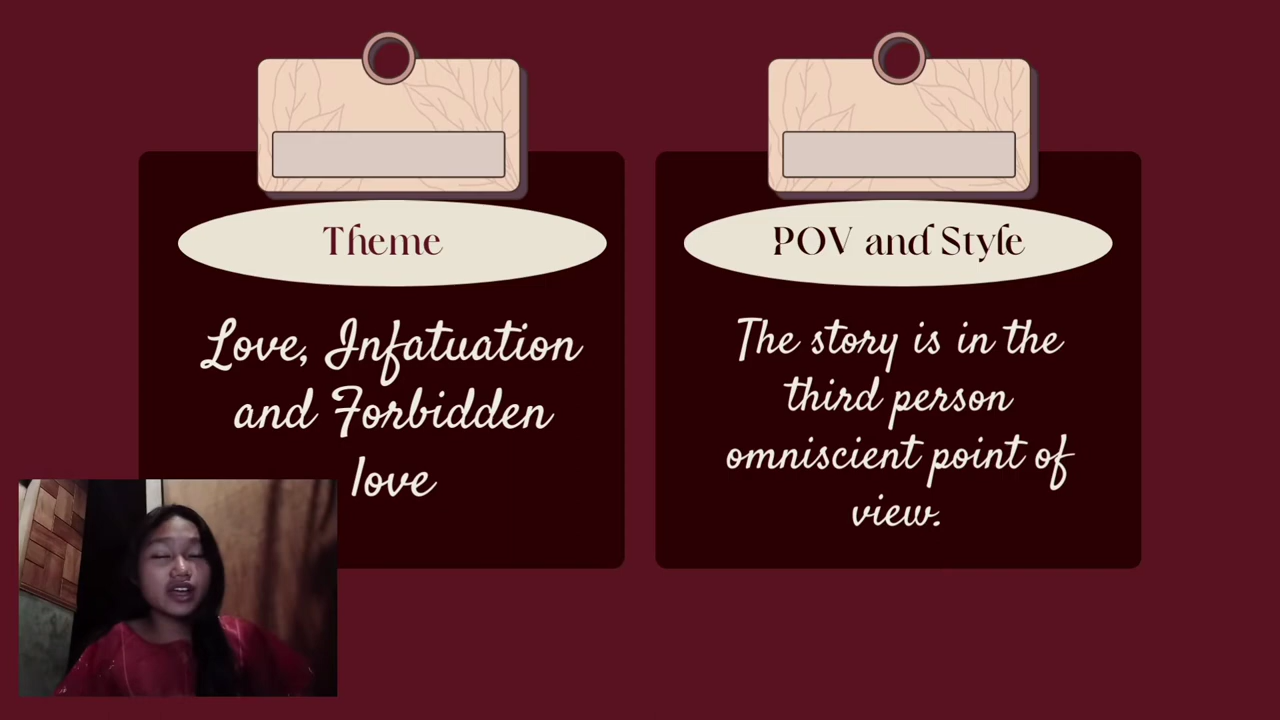 Theme
Love, Infatuation
and Forbidden
love
POV and Style
The story is in the
third person
omniscient point of
view.